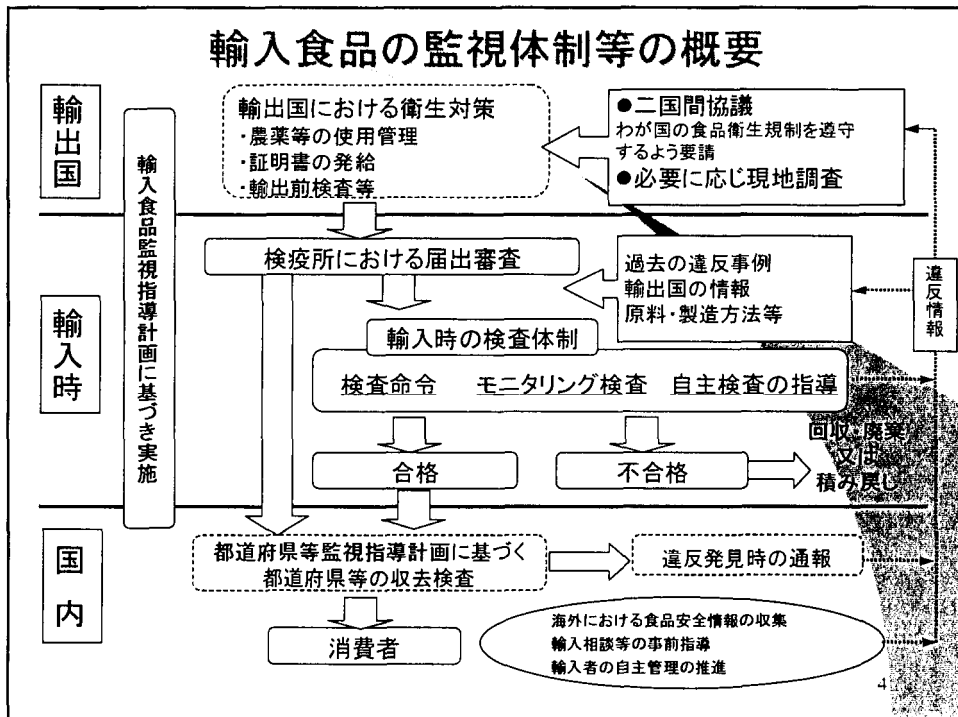 輸入食品の監視体制等の概要
輸出国
輸入食品監視指導計画に基づき実施
輸出国における衛生対策
・農薬等の使用管理
・証明書の発給
・輸出前検査等
●二国間協議
わが国の食品衛生規制を遵守
するよう要請
●必要に応じ現地調査
輸入時
検疫所における届出審査
過去の違反事例
輸出国の情報
原料・製造方法等
違反情報
輸入時の検査体制
検査命令 モニタリング検査 自主検査の指導
合格
不合格
回収・廃棄
又は
積み戻し
国内
都道府県等監視指導計画に基づく
都道府県等の収去検査
違反発見時の通報
消費者
海外における食品安全情報の収集
輸入相談等の事前指導
輸入者の自主管理の推進
4